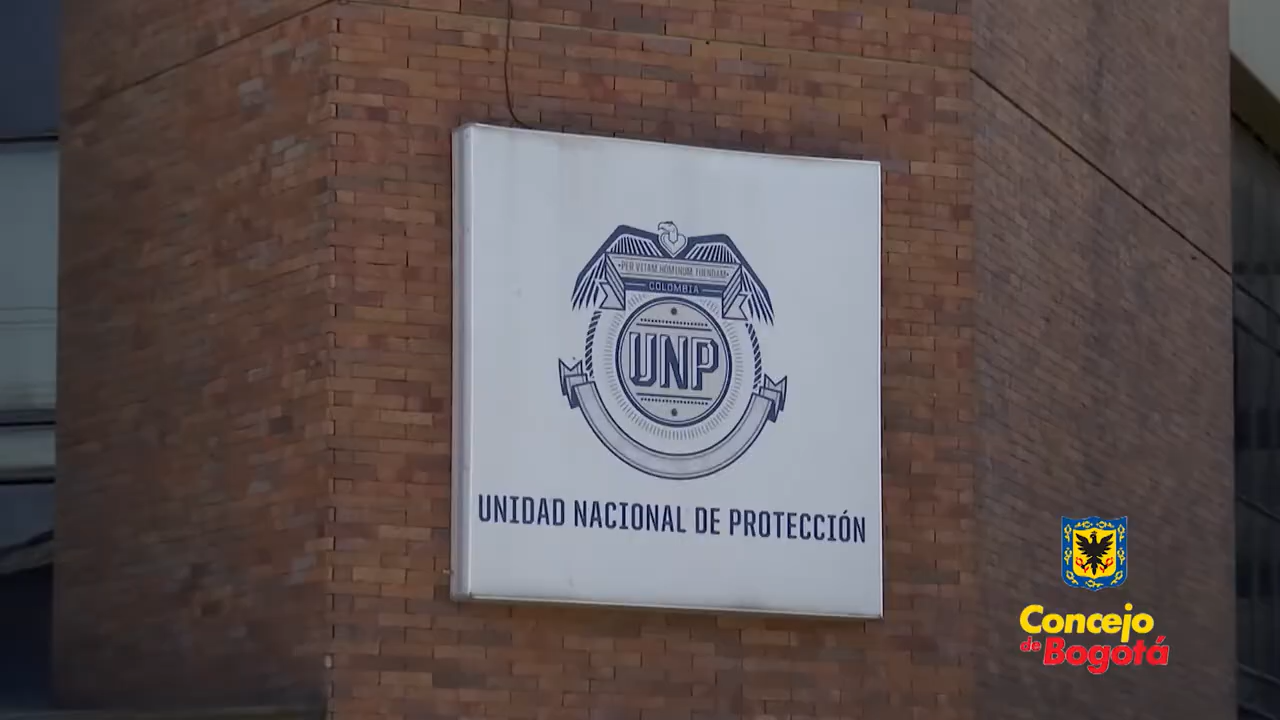 PER VITAM HOMINUM TUENDAM
COLOMBIA
UNP
UNIDAD NACIONAL DE PROTECCIÓN
Concejo
de Bogotá